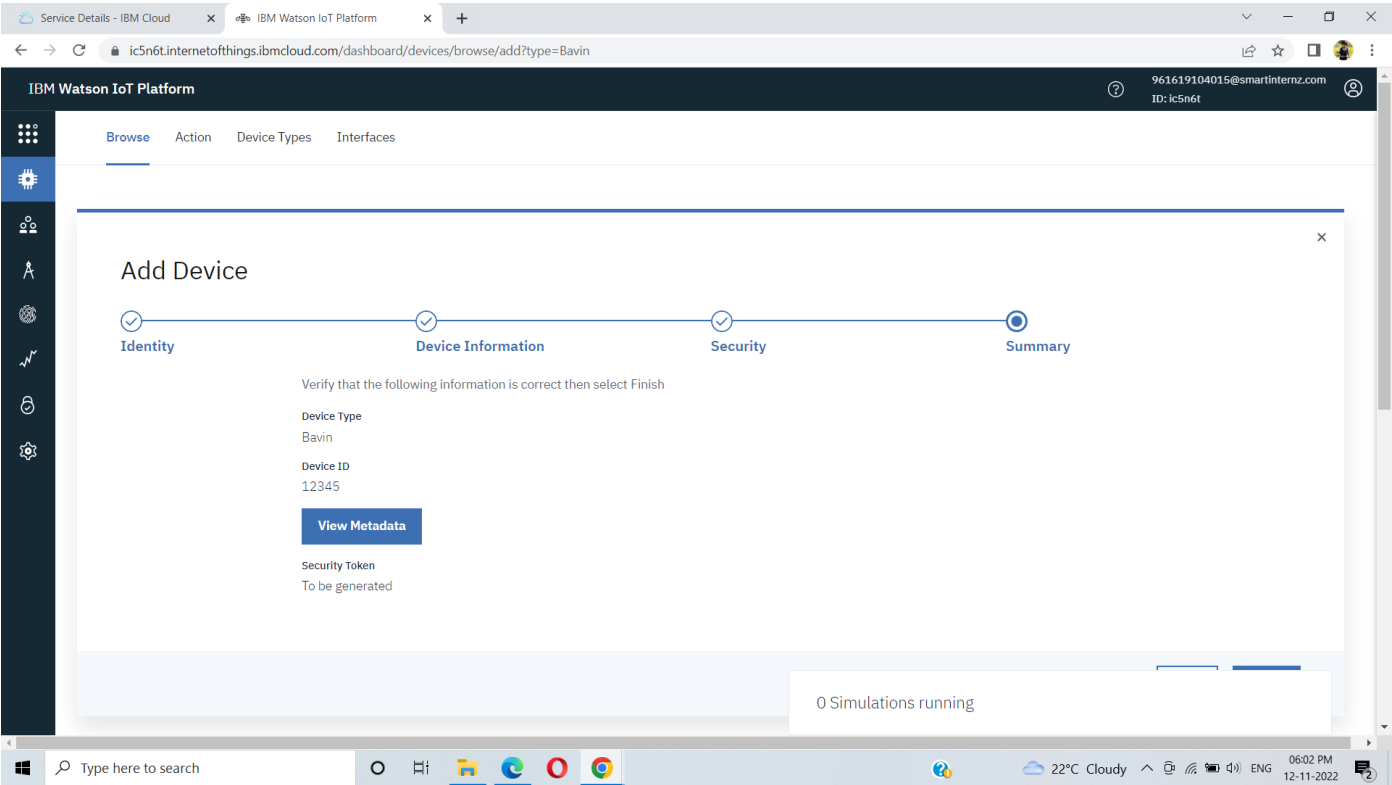 Service Details - IBM Cloud
IBM Watson IoT Platform
ic5n6t.internetofthings.ibmcloud.com/dashboard/devices/browse/add?type=Bavin
IBM Watson IoT Platform
961619104015@smartinternz.com
ID: ic5n6t
Browse Action Device Types Interfaces
Add Device
Identity Device Information Security Summary
Verify that the following information is correct then select Finish
Device Type
Bavin
Device ID
12345
View Metadata
Security Token
To be generated
0 Simulations running
Type here to search
22°C Cloudy
ENG
06:02 PM
12-11-2022
2